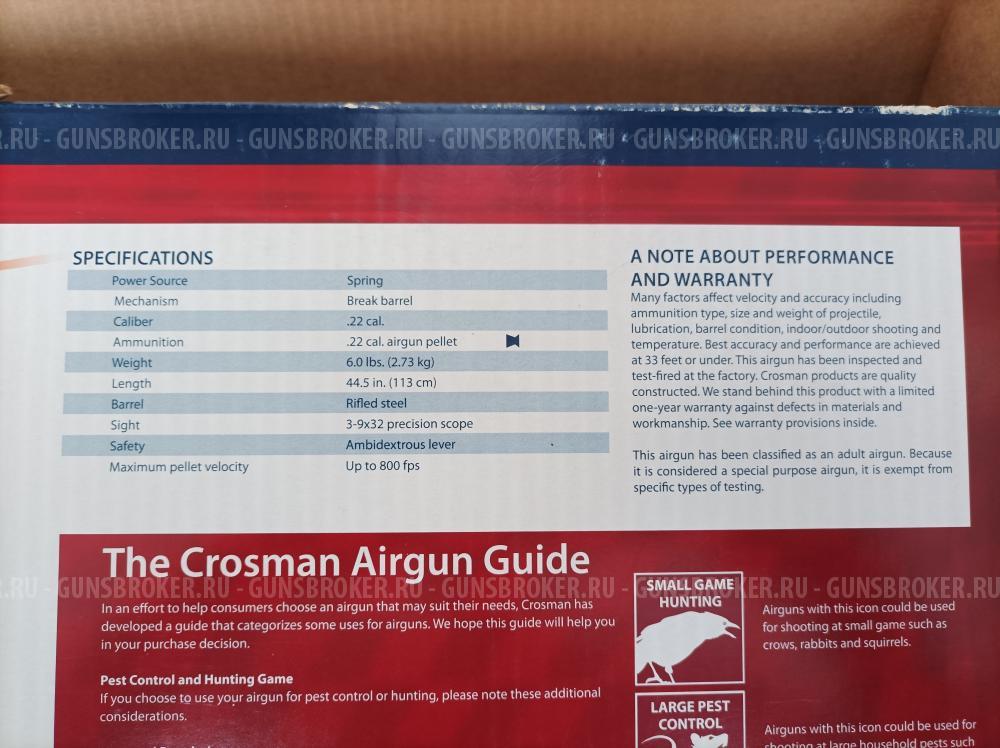 R.RU - GUNSBROKER.RU - GUNSBROKER.RU - GUNSBROKER.RU - GUNSBROKER.RU - GUNSBROKER.RU
SPECIFICATIONS
Power Source Spring
Mechanism Break barrel
Caliber .22 cal.
Ammunition .22 cal. airgun pellet
Weight 6.0 lbs. (2.73 kg)
Length 44.5 in. (113 cm)
Barrel Rifled steel
Sight 3-9x32 precision scope
Safety Ambidextrous lever
Maximum pellet velocity Up to 800 fps
A NOTE ABOUT PERFORMANCE
AND WARRANTY
Many factors affect velocity and accuracy including
ammunition type, size and weight of projectile,
lubrication, barrel condition, indoor/outdoor shooting and
temperature. Best accuracy and performance are achieved
at 33 feet or under. This airgun has been inspected and
test-fired at the factory. Crosman products are quality
constructed. We stand behind this product with a limited
one-year warranty against defects in materials and
workmanship. See warranty provisions inside.
This airgun has been classified as an adult airgun. Because
it is considered a special purpose airgun, it is exempt from
specific types of testing.
The Crosman Airgun Guide
R.RU - GUNSBROKER.RU - GUNSBROKER.RU - GUNSBROKER.RU - GUNSBROKER.RU - GUNSBROKER.RU
In an effort to help consumers choose an airgun that may suit their needs, Crosman has
developed a guide that categorizes some uses for airguns. We hope this guide will help you
in your purchase decision.
Pest Control and Hunting Game
If you choose to use your airgun for pest control or hunting, please note these additional
considerations.
SMALL GAME
HUNTING
Airguns with this icon could be used
for shooting at small game such as
crows, rabbits and squirrels.
LARGE PEST
CONTROL
Airguns with this icon could be used for
shooting at large household pests such